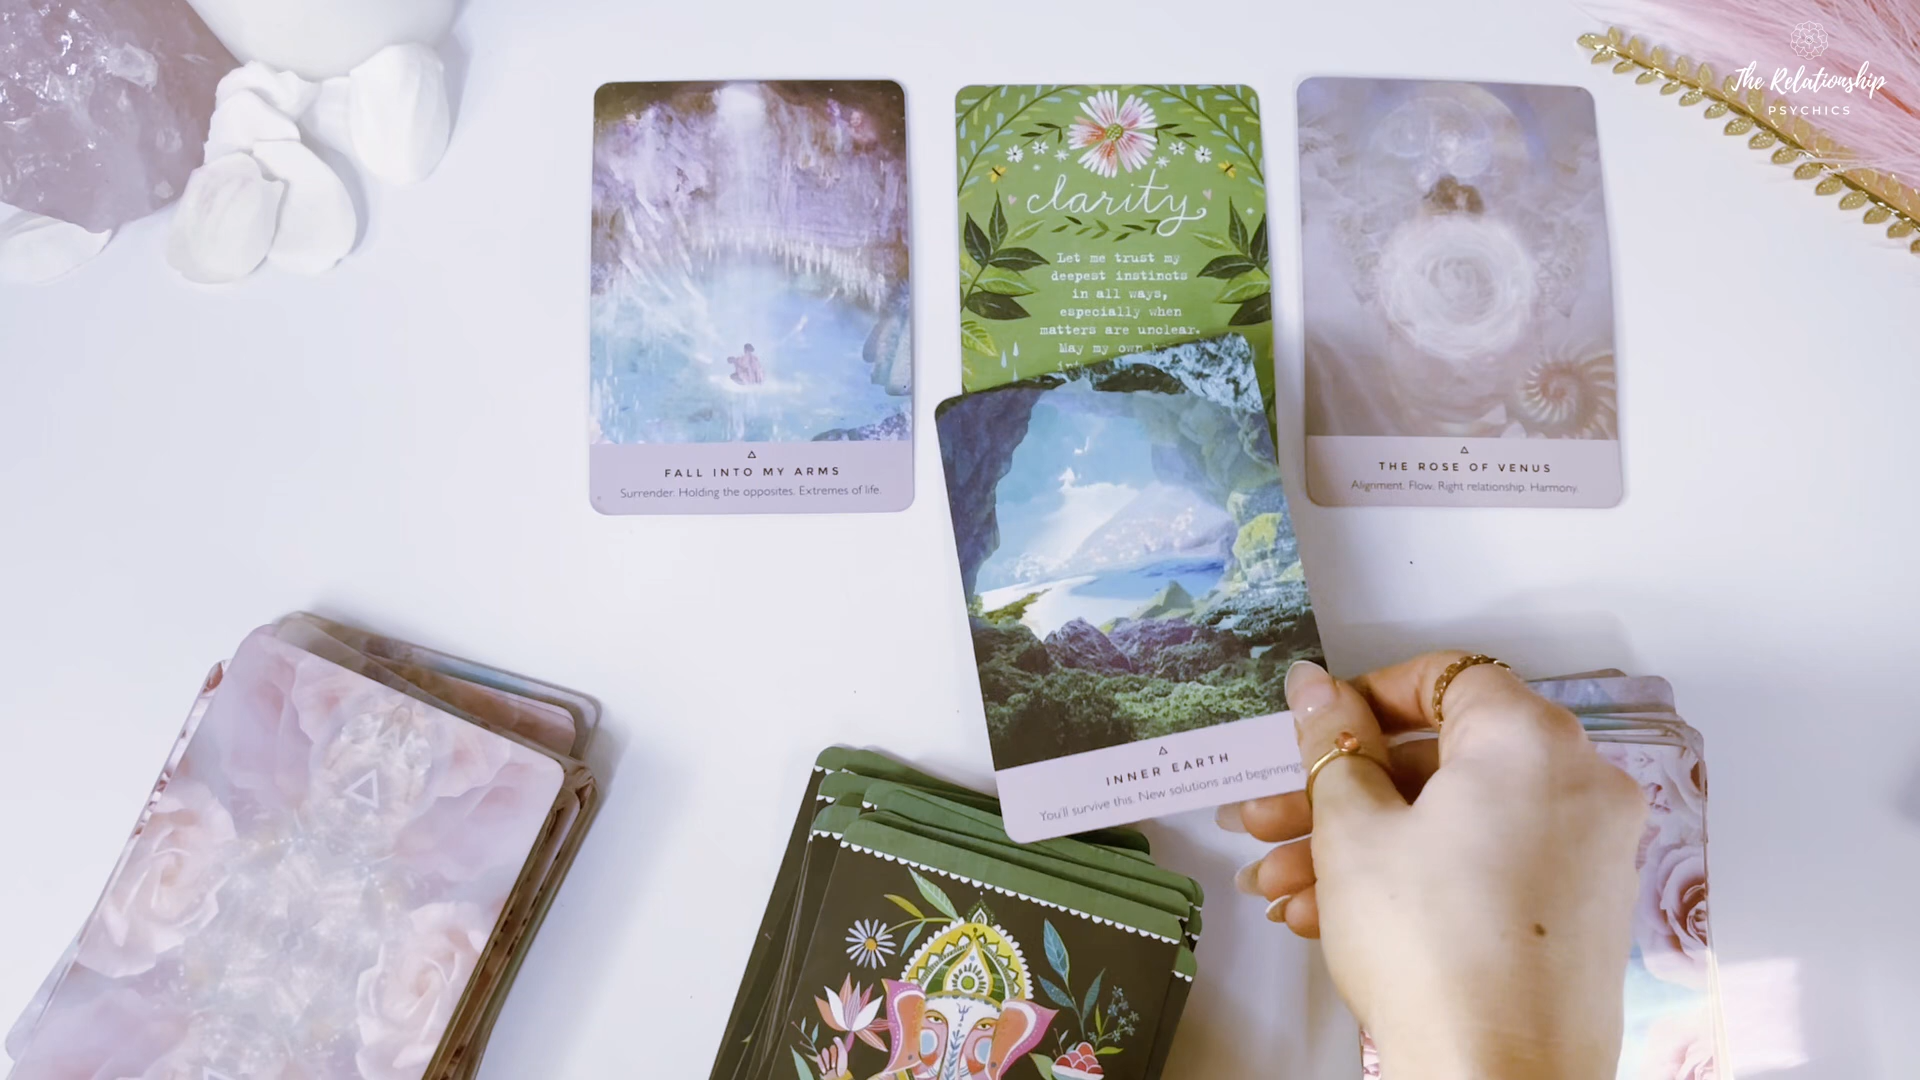 The Relationship
PSYCHICS
clarity
Let me trust my
deepest instincts
in all ways,
especially when
matters are unclear.
May my own
FALL INTO MY ARMS
Surrender. Holding the opposites. Extremes of life.
THE ROSE OF VENUS
Alignment. Flow. Right relationship. Harmony.
INNER EARTH
You'll survive this. New solutions and beginnings